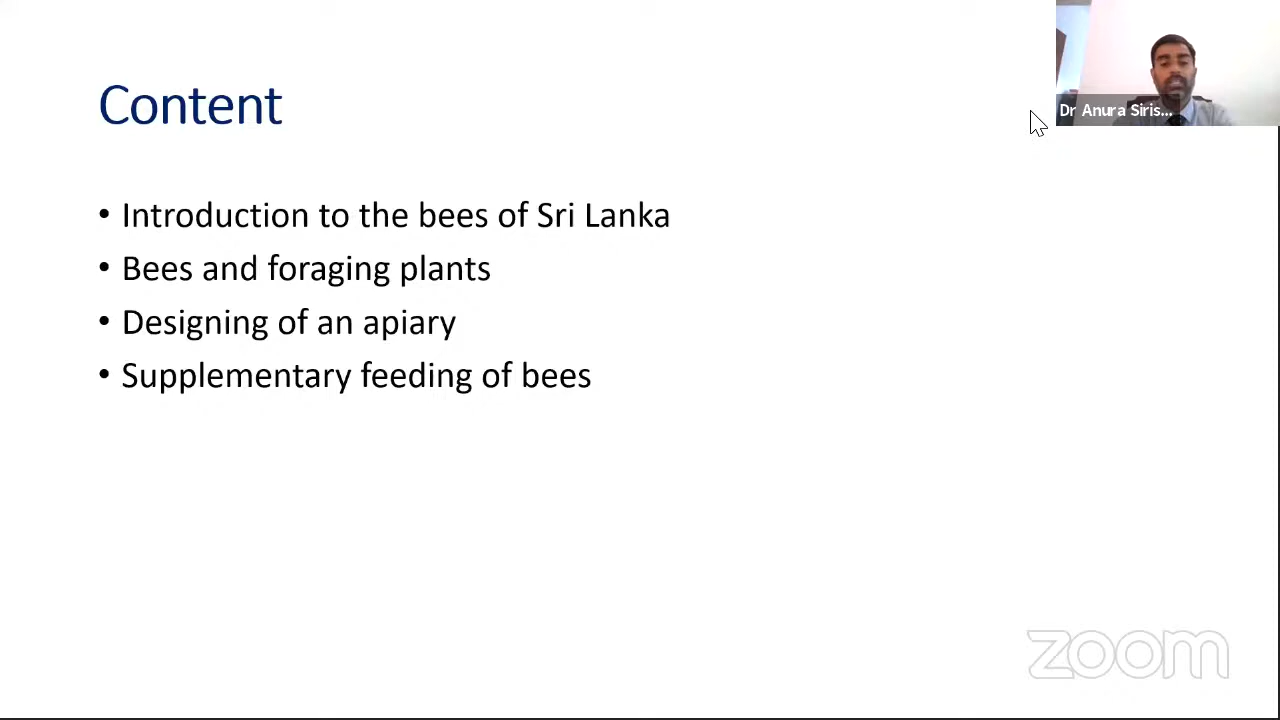 Dr Anura Siris...
Content
• Introduction to the bees of Sri Lanka
• Bees and foraging plants
• Designing of an apiary
• Supplementary feeding of bees
zoom